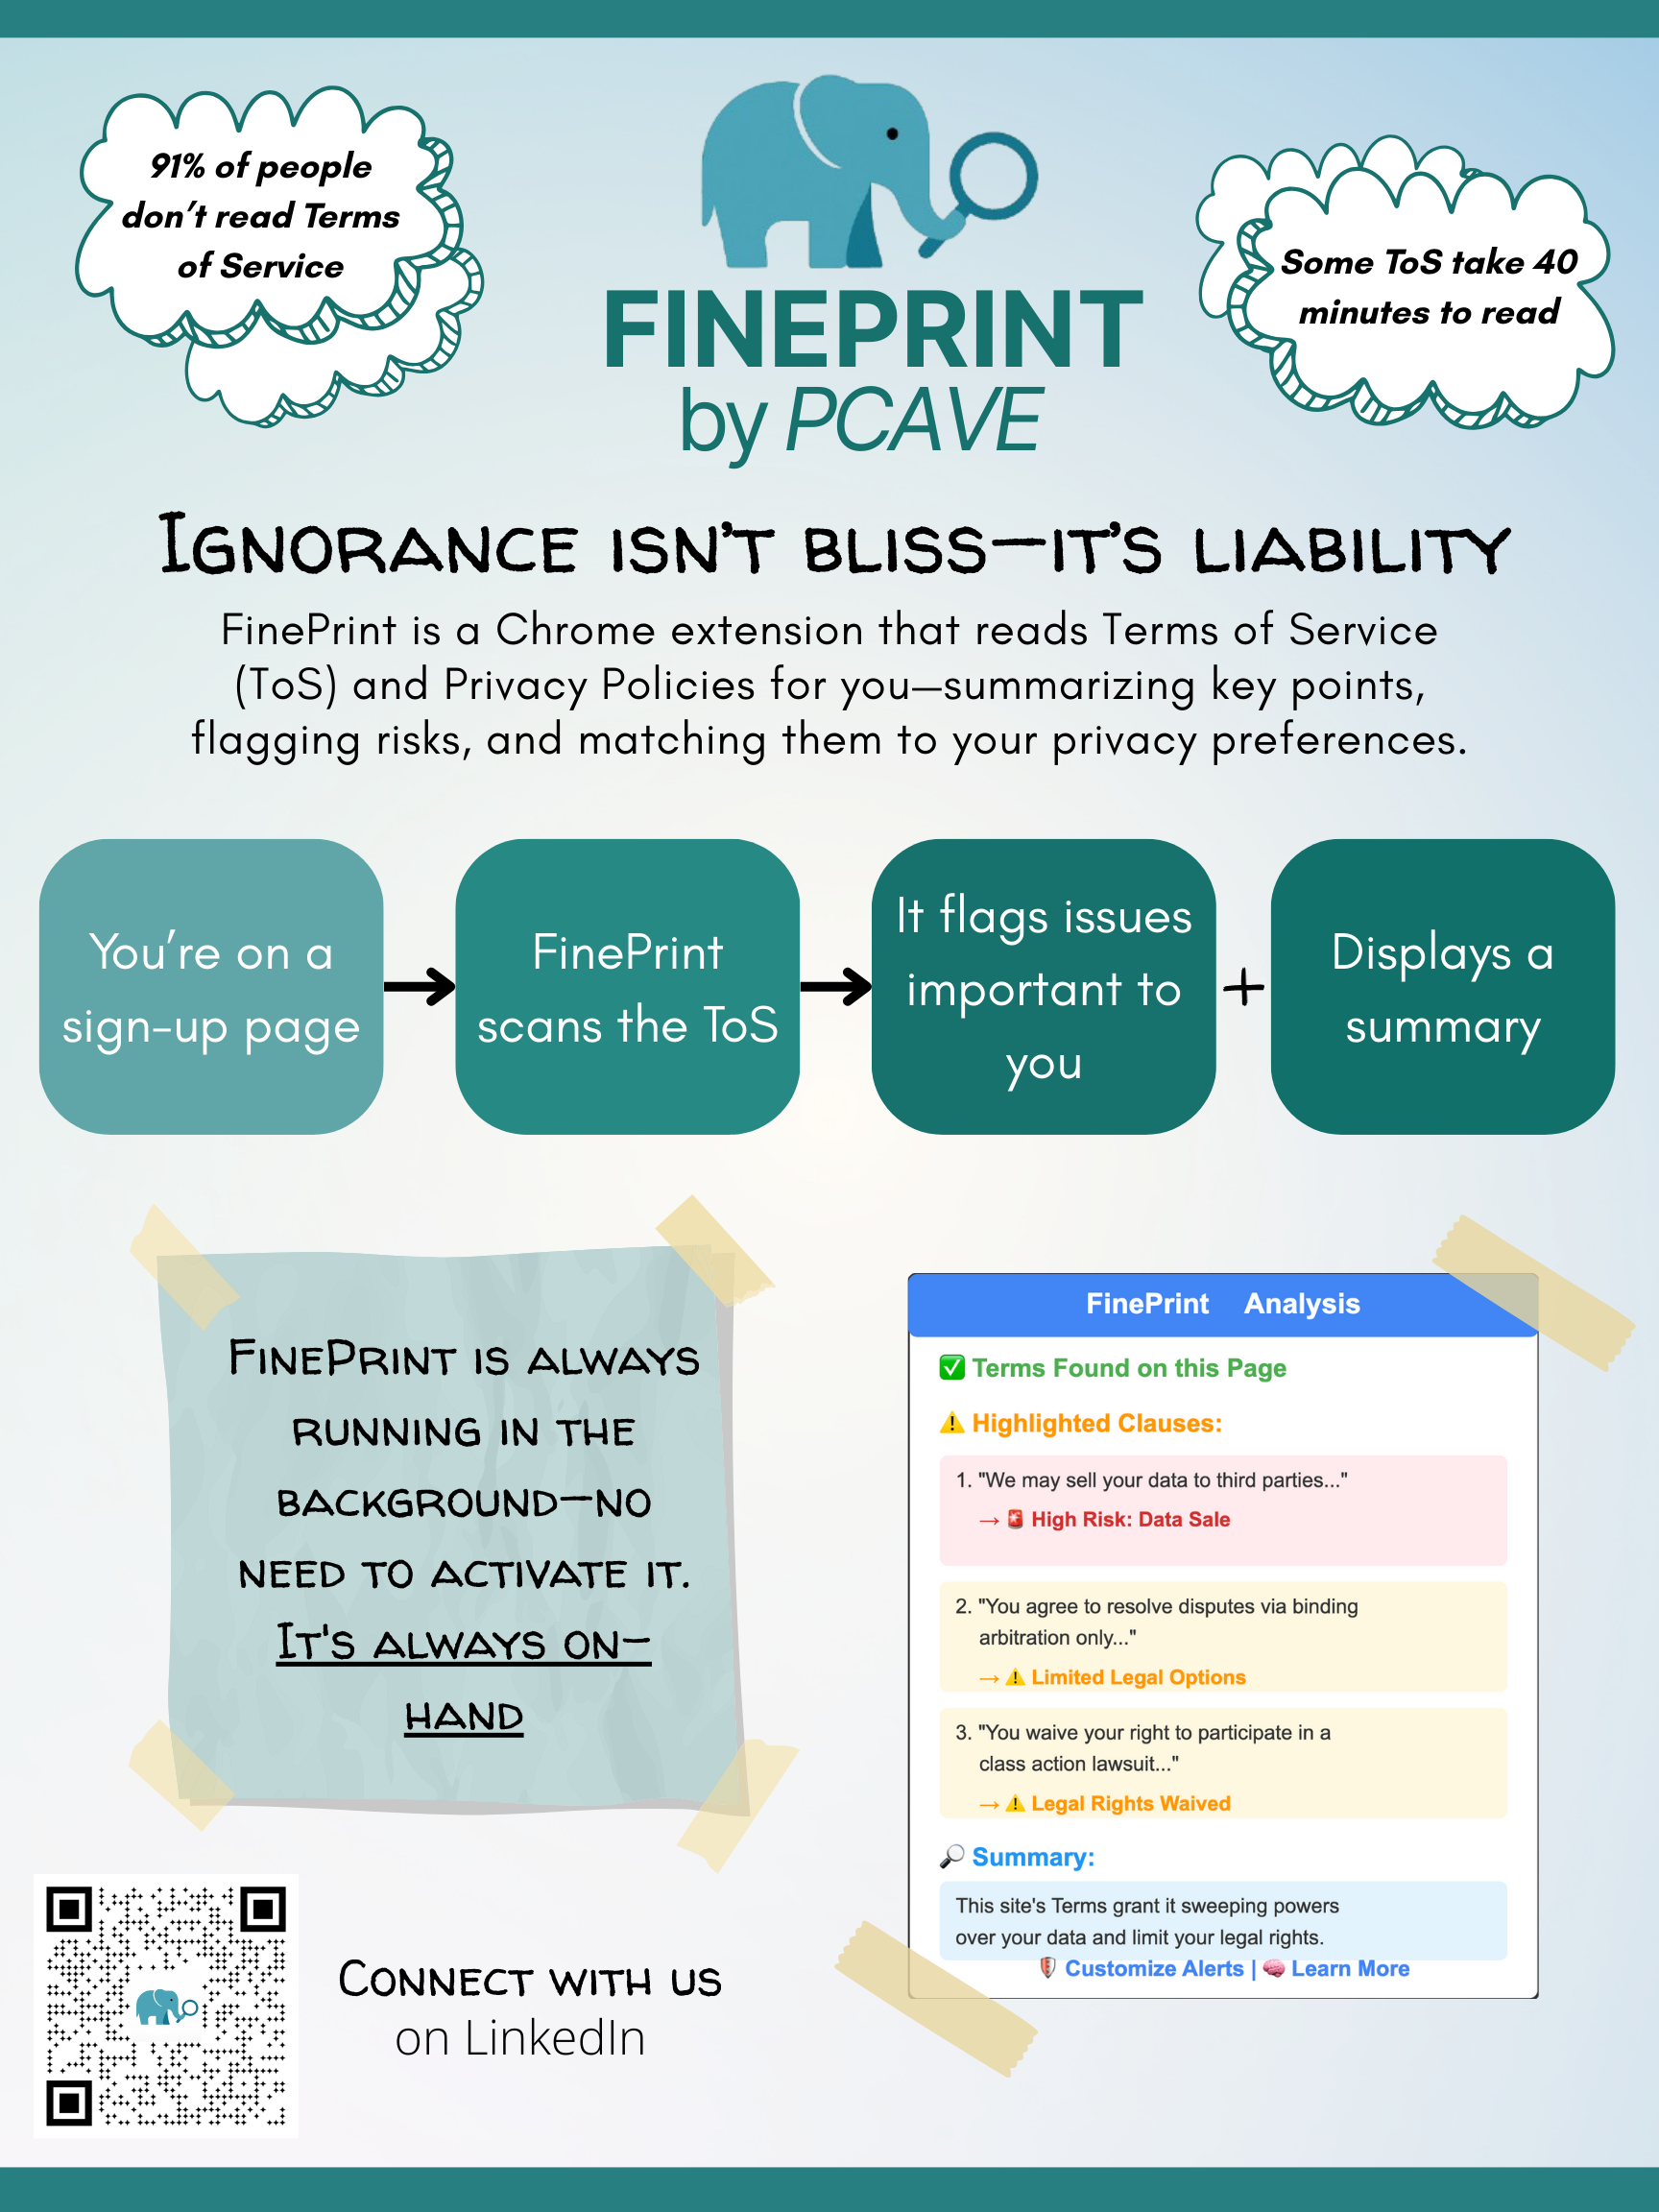 91% of people
don't read Terms
of Service
Some ToS take 40
minutes to read
FINEPRINT
by PCAVE
Ignorance isn't bliss—it's liability
FinePrint is a Chrome extension that reads Terms of Service
(ToS) and Privacy Policies for you—summarizing key points,
flagging risks, and matching them to your privacy preferences.
You're on a
sign-up page
FinePrint
scans the ToS
It flags issues
important to
you
+
Displays a
summary
FinePrint is always
running in the
background—no
need to activate it.
It's always on-
hand
FinePrint Analysis
✅ Terms Found on this Page
⚠️ Highlighted Clauses:
1. "We may sell your data to third parties..."
→ 🚨 High Risk: Data Sale
2. "You agree to resolve disputes via binding
arbitration only..."
→ ⚠️ Limited Legal Options
3. "You waive your right to participate in a
class action lawsuit..."
→ ⚠️ Legal Rights Waived
🔎 Summary:
This site's Terms grant it sweeping powers
over your data and limit your legal rights.
🛡️ Customize Alerts | 🧠 Learn More
Connect with us
on LinkedIn